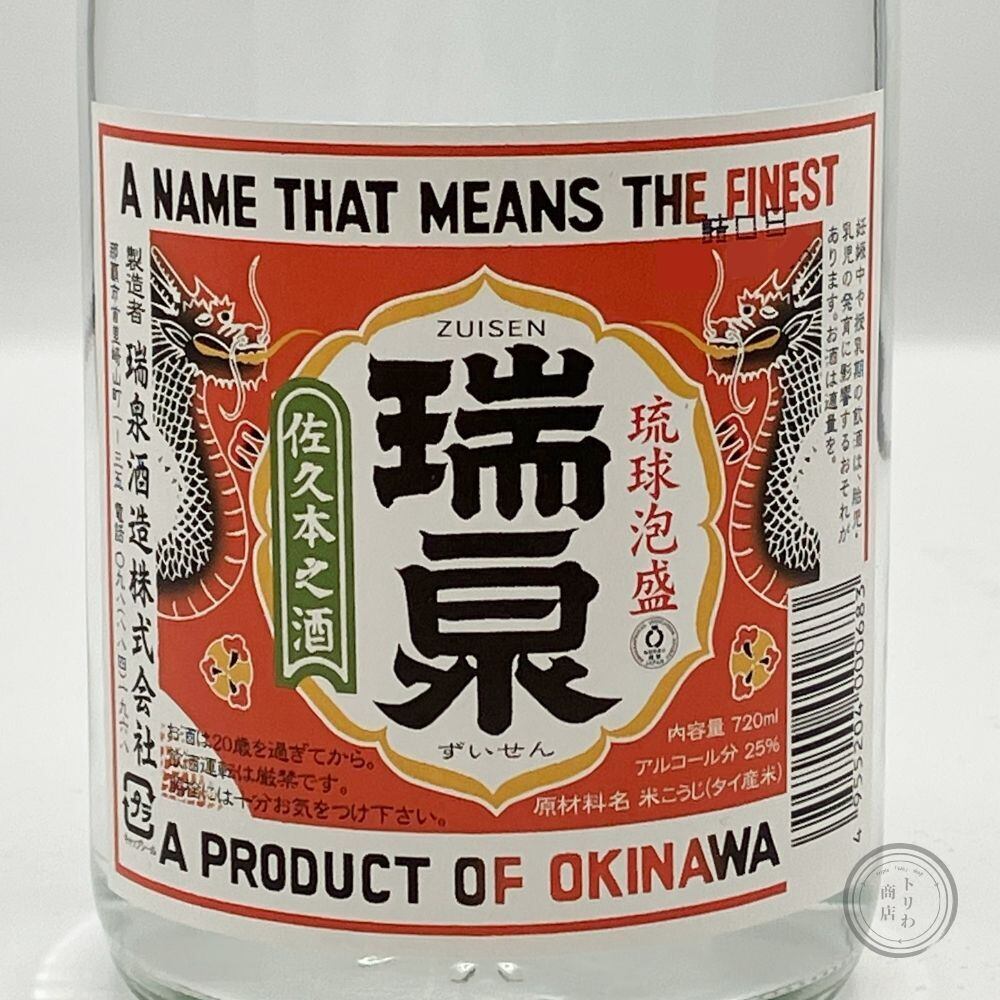 A NAME THAT MEANS THE FINEST
詰口日
妊娠中や授乳期の飲酒は、胎児・
乳児の発育に影響するおそれが
あります。お酒は適量を。
ZUISEN
瑞泉
ずいせん
琉球泡盛
佐久本之酒
製造者 瑞泉酒造株式会社
那覇市首里崎山町一ー三五 電話〇九八(八八四)一九六八
お酒は20歳を過ぎてから。
飲酒運転は厳禁です。
には十分お気をつけ下さい。
内容量 720ml
アルコール分 25%
原材料名 米こうじ(タイ産米)
プラ
A PRODUCT OF OKINAWA
4 955204 000683
トリわ
商店